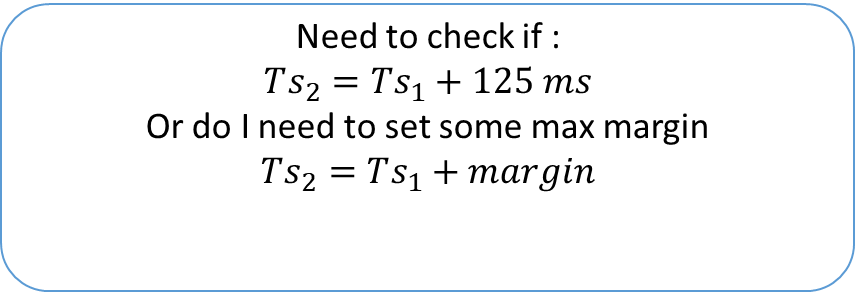 Need to check if :
Ts₂ = Ts₁ + 125 ms
Or do I need to set some max margin
Ts₂ = Ts₁ + margin